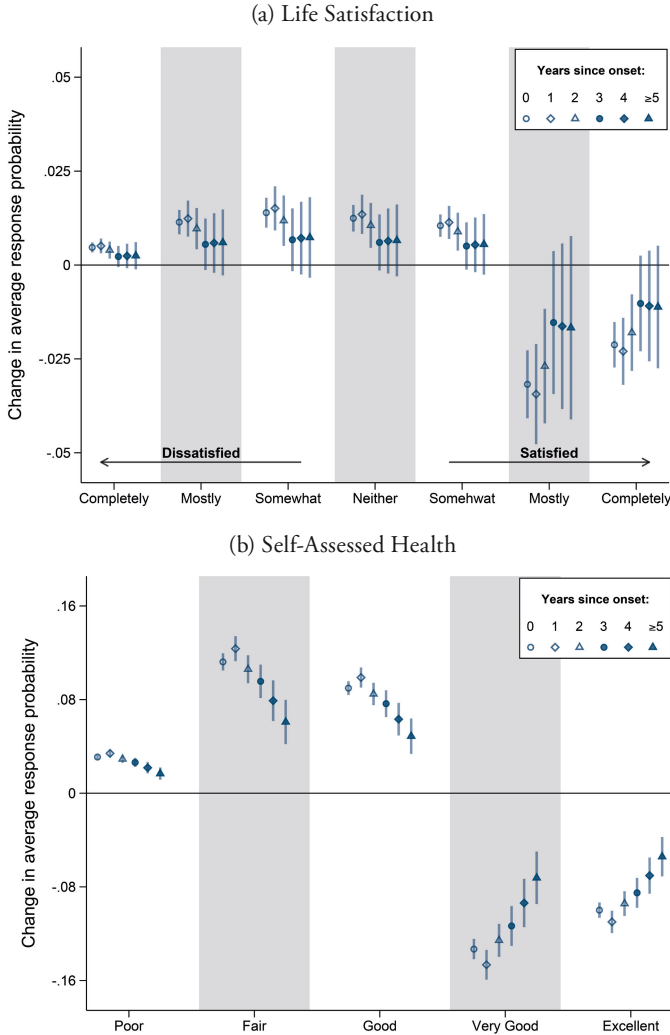 (a) Life Satisfaction
Change in average response probability
.05
.025
0
-.025
-.05
Years since onset:
0 1 2 3 4 ≥5
Dissatisfied Satisfied
Completely Mostly Somewhat Neither Somehwat Mostly Completely
(b) Self-Assessed Health
Change in average response probability
.16
.08
0
-.08
-.16
Years since onset:
0 1 2 3 4 ≥5
Poor Fair Good Very Good Excellent